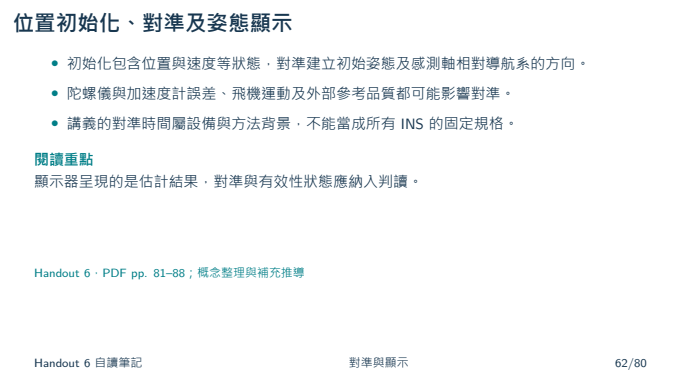 位置初始化、對準及姿態顯示
• 初始化包含位置與速度等狀態，對準建立初始姿態及感測軸相對導航系的方向。
• 陀螺儀與加速度計誤差、飛機運動及外部參考品質都可能影響對準。
• 講義的對準時間屬設備與方法背景，不能當成所有 INS 的固定規格。
閱讀重點
顯示器呈現的是估計結果，對準與有效性狀態應納入判讀。
Handout 6 · PDF pp. 81–88；概念整理與補充推導
Handout 6 自讀筆記
對準與顯示
62/80